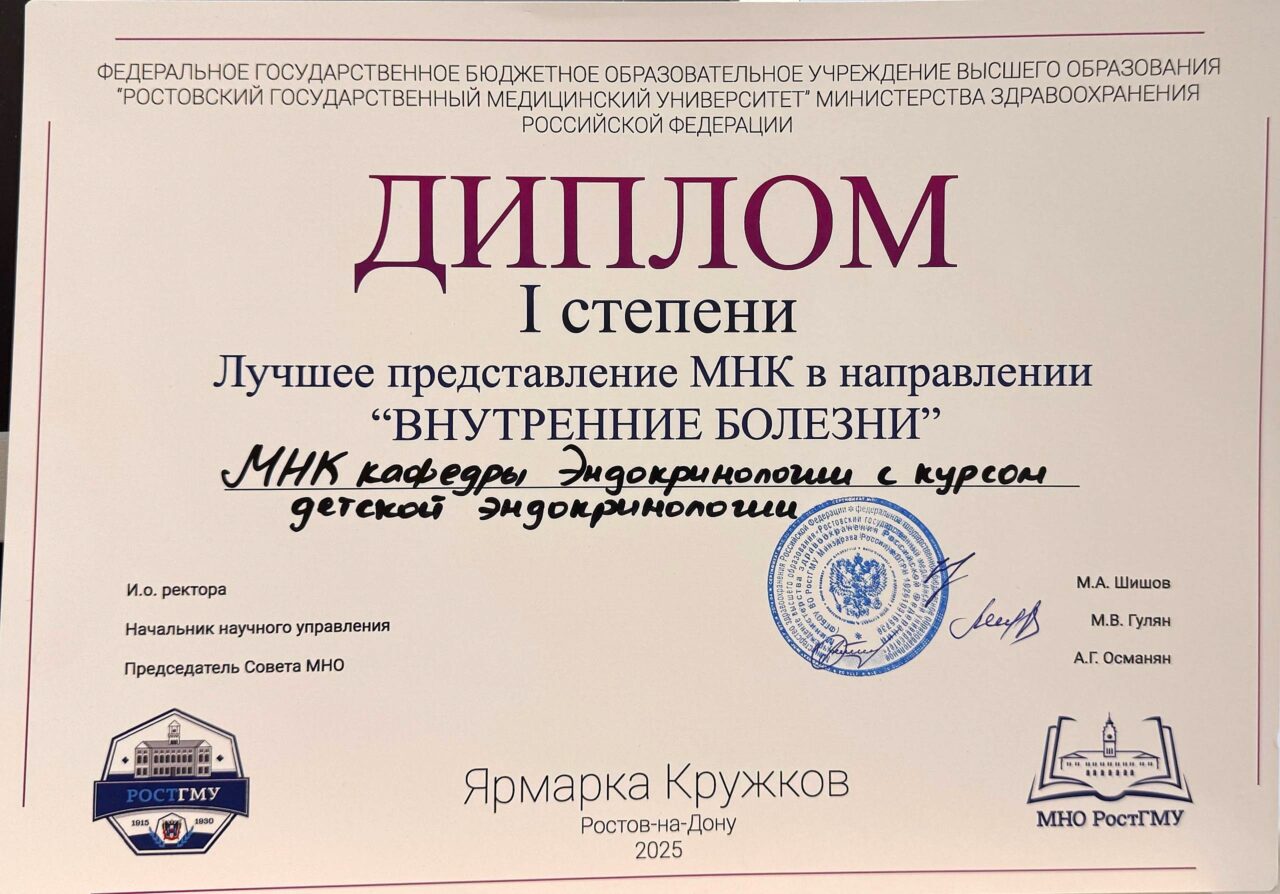 ФЕДЕРАЛЬНОЕ ГОСУДАРСТВЕННОЕ БЮДЖЕТНОЕ ОБРАЗОВАТЕЛЬНОЕ УЧРЕЖДЕНИЕ ВЫСШЕГО ОБРАЗОВАНИЯ
"РОСТОВСКИЙ ГОСУДАРСТВЕННЫЙ МЕДИЦИНСКИЙ УНИВЕРСИТЕТ" МИНИСТЕРСТВА ЗДРАВООХРАНЕНИЯ
РОССИЙСКОЙ ФЕДЕРАЦИИ
ДИПЛОМ
I степени
Лучшее представление МНК в направлении
“ВНУТРЕННИЕ БОЛЕЗНИ”
МНК кафедры Эндокринологии с курсом
детской эндокринологии
И.о. ректора
М.А. Шишов
Начальник научного управления
М.В. Гулян
Председатель Совета МНО
А.Г. Османян
РОСТГМУ
1915 1930
Ярмарка Кружков
Ростов-на-Дону
2025
МНО РостГМУ